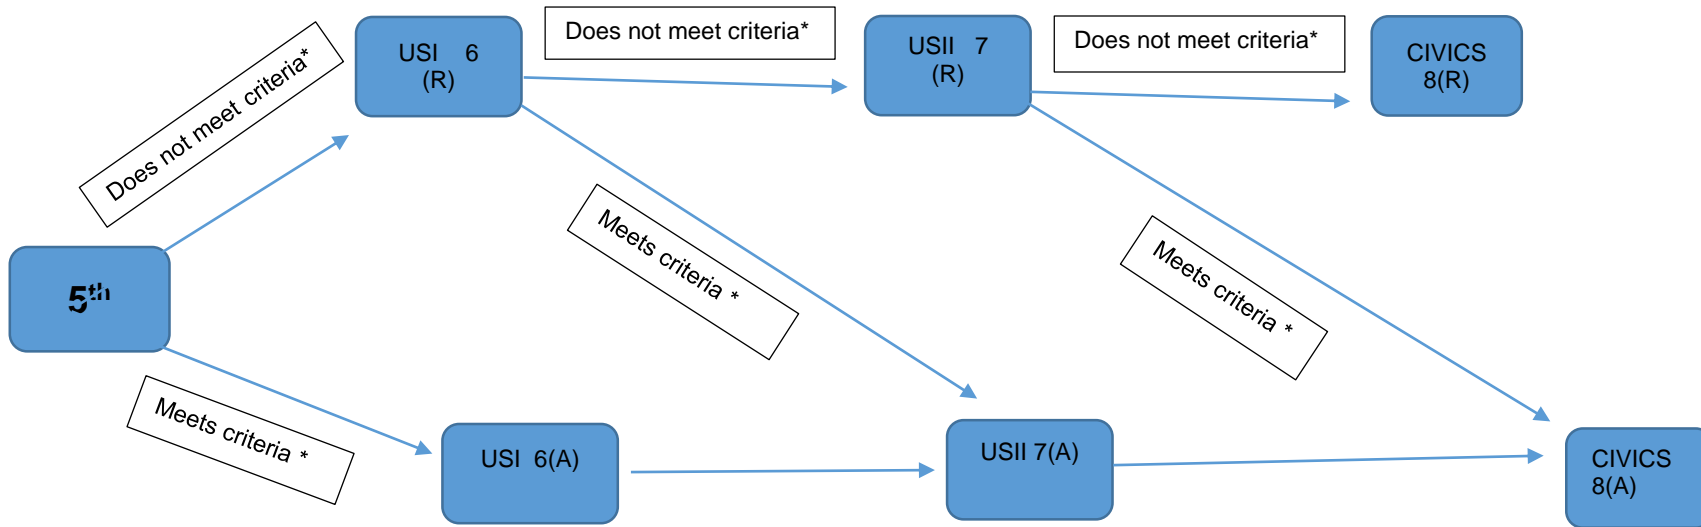 Does not meet criteria*
USI 6
(R)
Does not meet criteria*
USII 7
(R)
Does not meet criteria*
CIVICS
8(R)
Meets criteria *
Meets criteria *
5th
Meets criteria *
USI 6(A)
USII 7(A)
CIVICS
8(A)